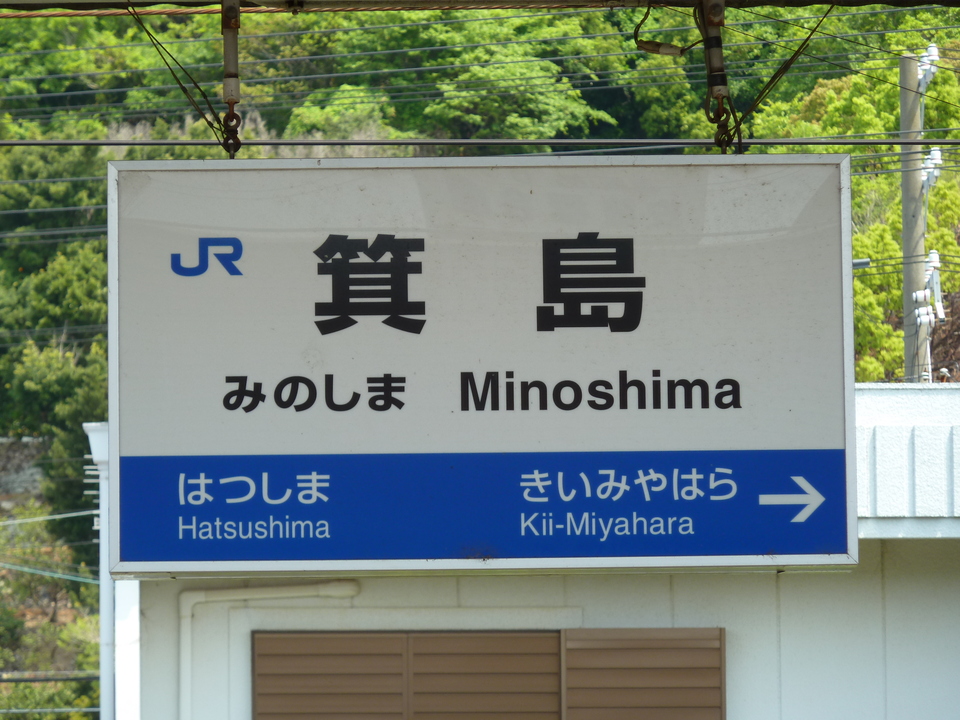 JR 箕島
みのしま Minoshima
はつしま きいみやはら →
Hatsushima Kii-Miyahara